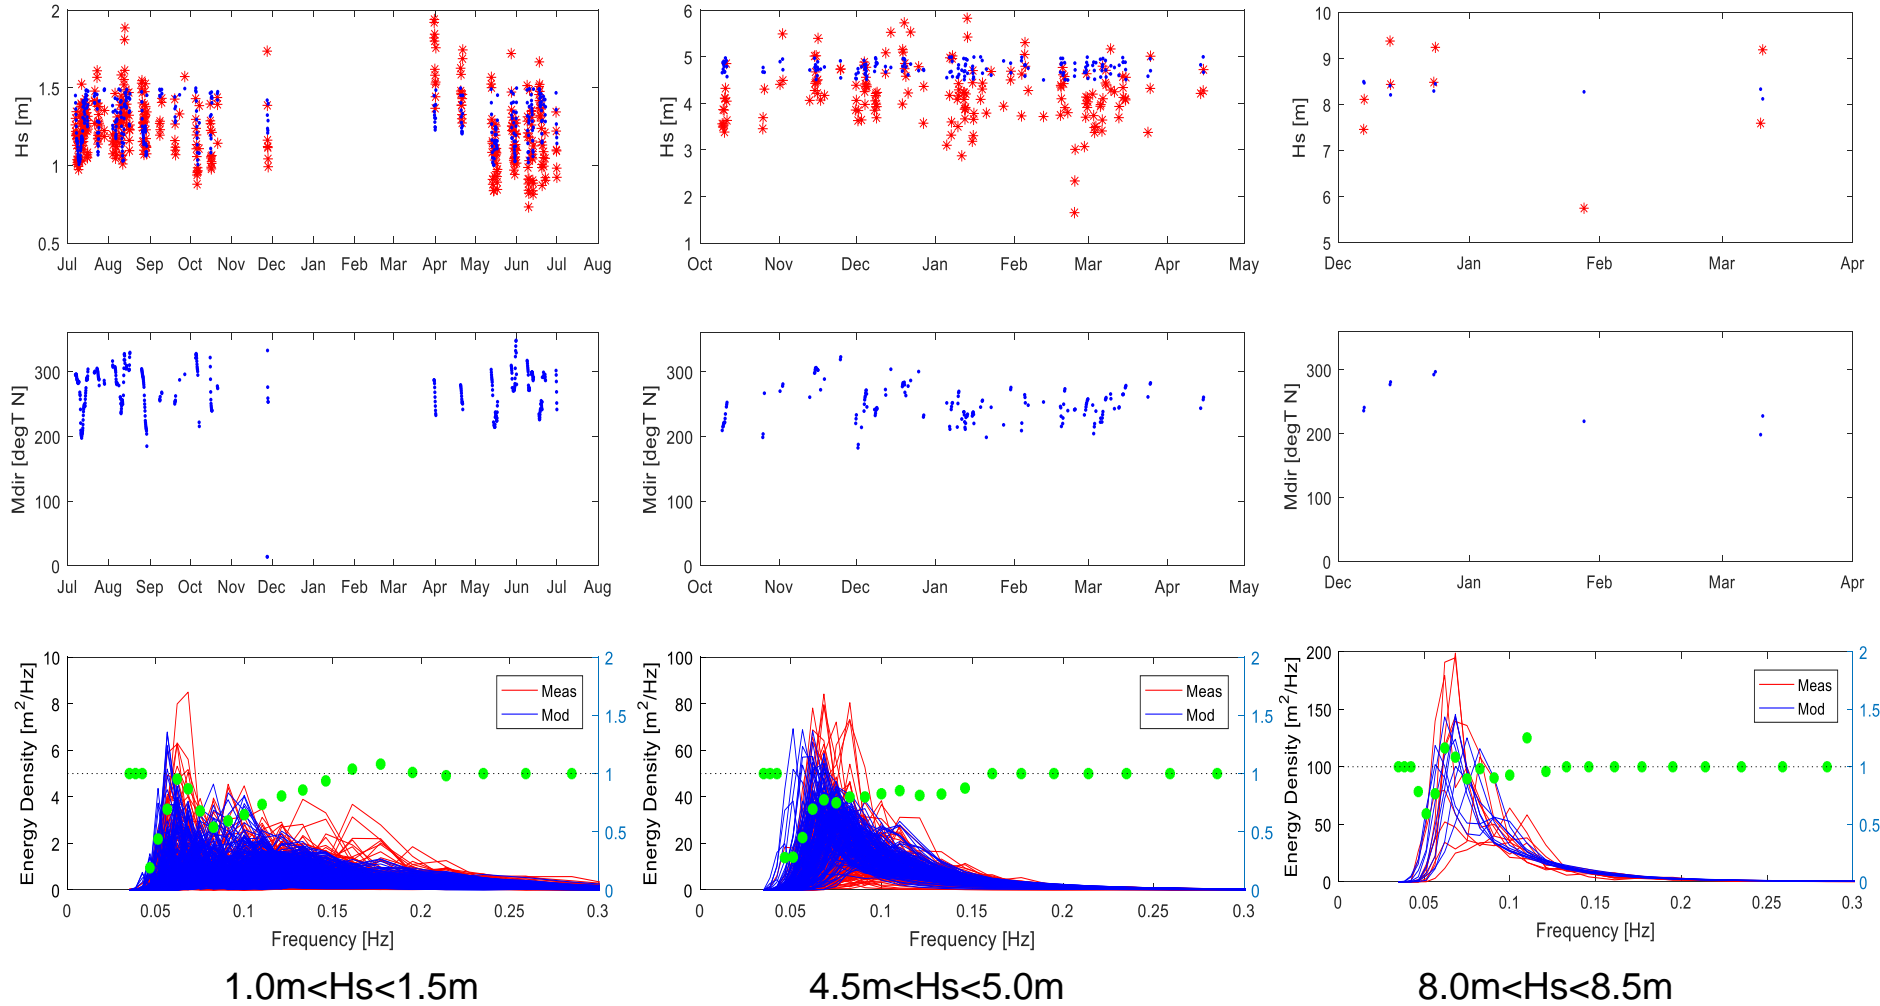 2
1.5
1
0.5
Hs [m]
Jul Aug Sep Oct Nov Dec Jan Feb Mar Apr May Jun Jul Aug
6
5
4
3
2
1
Hs [m]
Oct Nov Dec Jan Feb Mar Apr May
10
9
8
7
6
5
Hs [m]
Dec Jan Feb Mar Apr
300
200
100
0
Mdir [degT N]
Jul Aug Sep Oct Nov Dec Jan Feb Mar Apr May Jun Jul Aug
300
200
100
0
Mdir [degT N]
Oct Nov Dec Jan Feb Mar Apr May
300
200
100
0
Mdir [degT N]
Dec Jan Feb Mar Apr
10
8
6
4
2
0
Energy Density [m²/Hz]
Meas
Mod
2
1.5
1
0.5
0
0 0.05 0.1 0.15 0.2 0.25 0.3
Frequency [Hz]
1.0m<Hs<1.5m
100
80
60
40
20
0
Energy Density [m²/Hz]
Meas
Mod
2
1.5
1
0.5
0
0 0.05 0.1 0.15 0.2 0.25 0.3
Frequency [Hz]
4.5m<Hs<5.0m
200
150
100
50
0
Energy Density [m²/Hz]
Meas
Mod
2
1.5
1
0.5
0
0 0.05 0.1 0.15 0.2 0.25 0.3
Frequency [Hz]
8.0m<Hs<8.5m